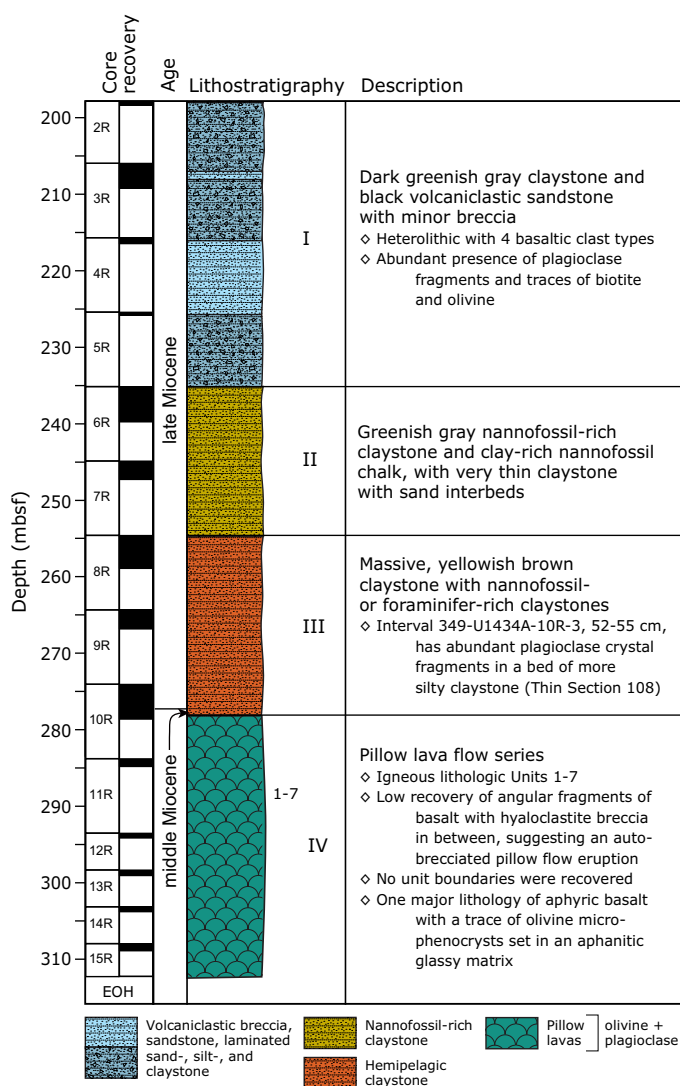 Core
recovery
Age
Lithostratigraphy
Description
Depth (mbsf)
200
210
220
230
240
250
260
270
280
290
300
310
2R
3R
4R
5R
6R
7R
8R
9R
10R
11R
12R
13R
14R
15R
EOH
late Miocene
middle Miocene
I
Dark greenish gray claystone and
black volcaniclastic sandstone
with minor breccia
◊ Heterolithic with 4 basaltic clast types
◊ Abundant presence of plagioclase
fragments and traces of biotite
and olivine
II
Greenish gray nannofossil-rich
claystone and clay-rich nannofossil
chalk, with very thin claystone
with sand interbeds
III
Massive, yellowish brown
claystone with nannofossil-
or foraminifer-rich claystones
◊ Interval 349-U1434A-10R-3, 52-55 cm,
has abundant plagioclase crystal
fragments in a bed of more
silty claystone (Thin Section 108)
1-7
IV
Pillow lava flow series
◊ Igneous lithologic Units 1-7
◊ Low recovery of angular fragments of
basalt with hyaloclastite breccia
in between, suggesting an auto-
brecciated pillow flow eruption
◊ No unit boundaries were recovered
◊ One major lithology of aphyric basalt
with a trace of olivine micro-
phenocrysts set in an aphanitic
glassy matrix
Volcaniclastic breccia,
sandstone, laminated
sand-, silt-, and
claystone
Nannofossil-rich
claystone
Hemipelagic
claystone
Pillow
lavas
olivine +
plagioclase